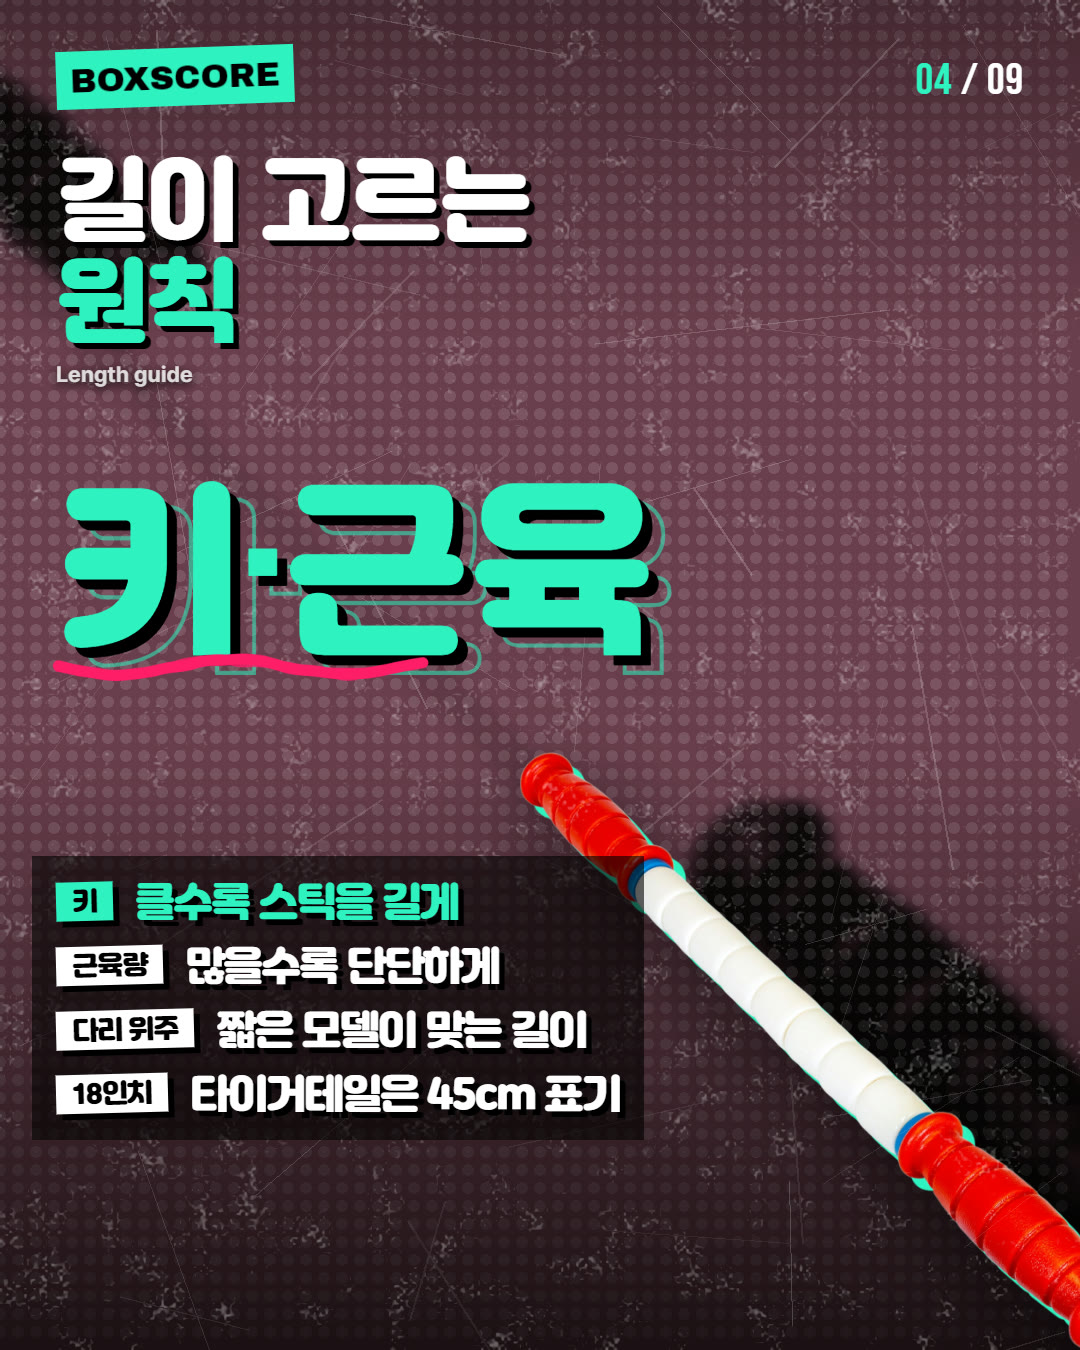 BOXSCORE
04 / 09
길이 고르는
원칙
Length guide
키·근육
키 클수록 스틱을 길게
근육량 많을수록 단단하게
다리 위주 짧은 모델이 맞는 길이
18인치 타이거테일은 45cm 표기